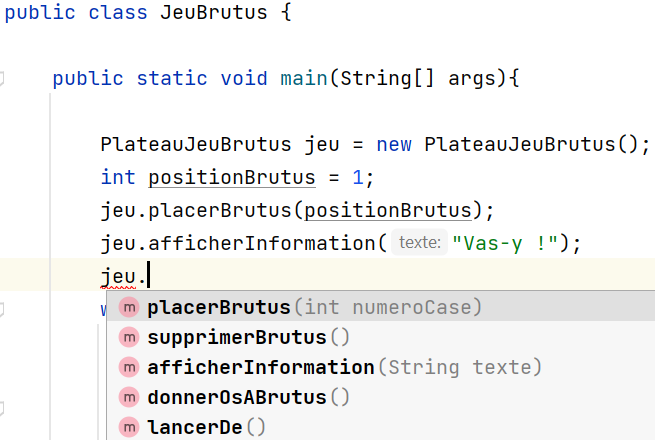 public class JeuBrutus {
public static void main(String[] args){
PlateauJeuBrutus jeu = new PlateauJeuBrutus();
int positionBrutus = 1;
jeu.placerBrutus(positionBrutus);
jeu.afficherInformation( texte: "Vas-y !");
jeu.
m placerBrutus(int numeroCase)
m supprimerBrutus()
m afficherInformation(String texte)
m donnerOsABrutus()
m lancerDe()